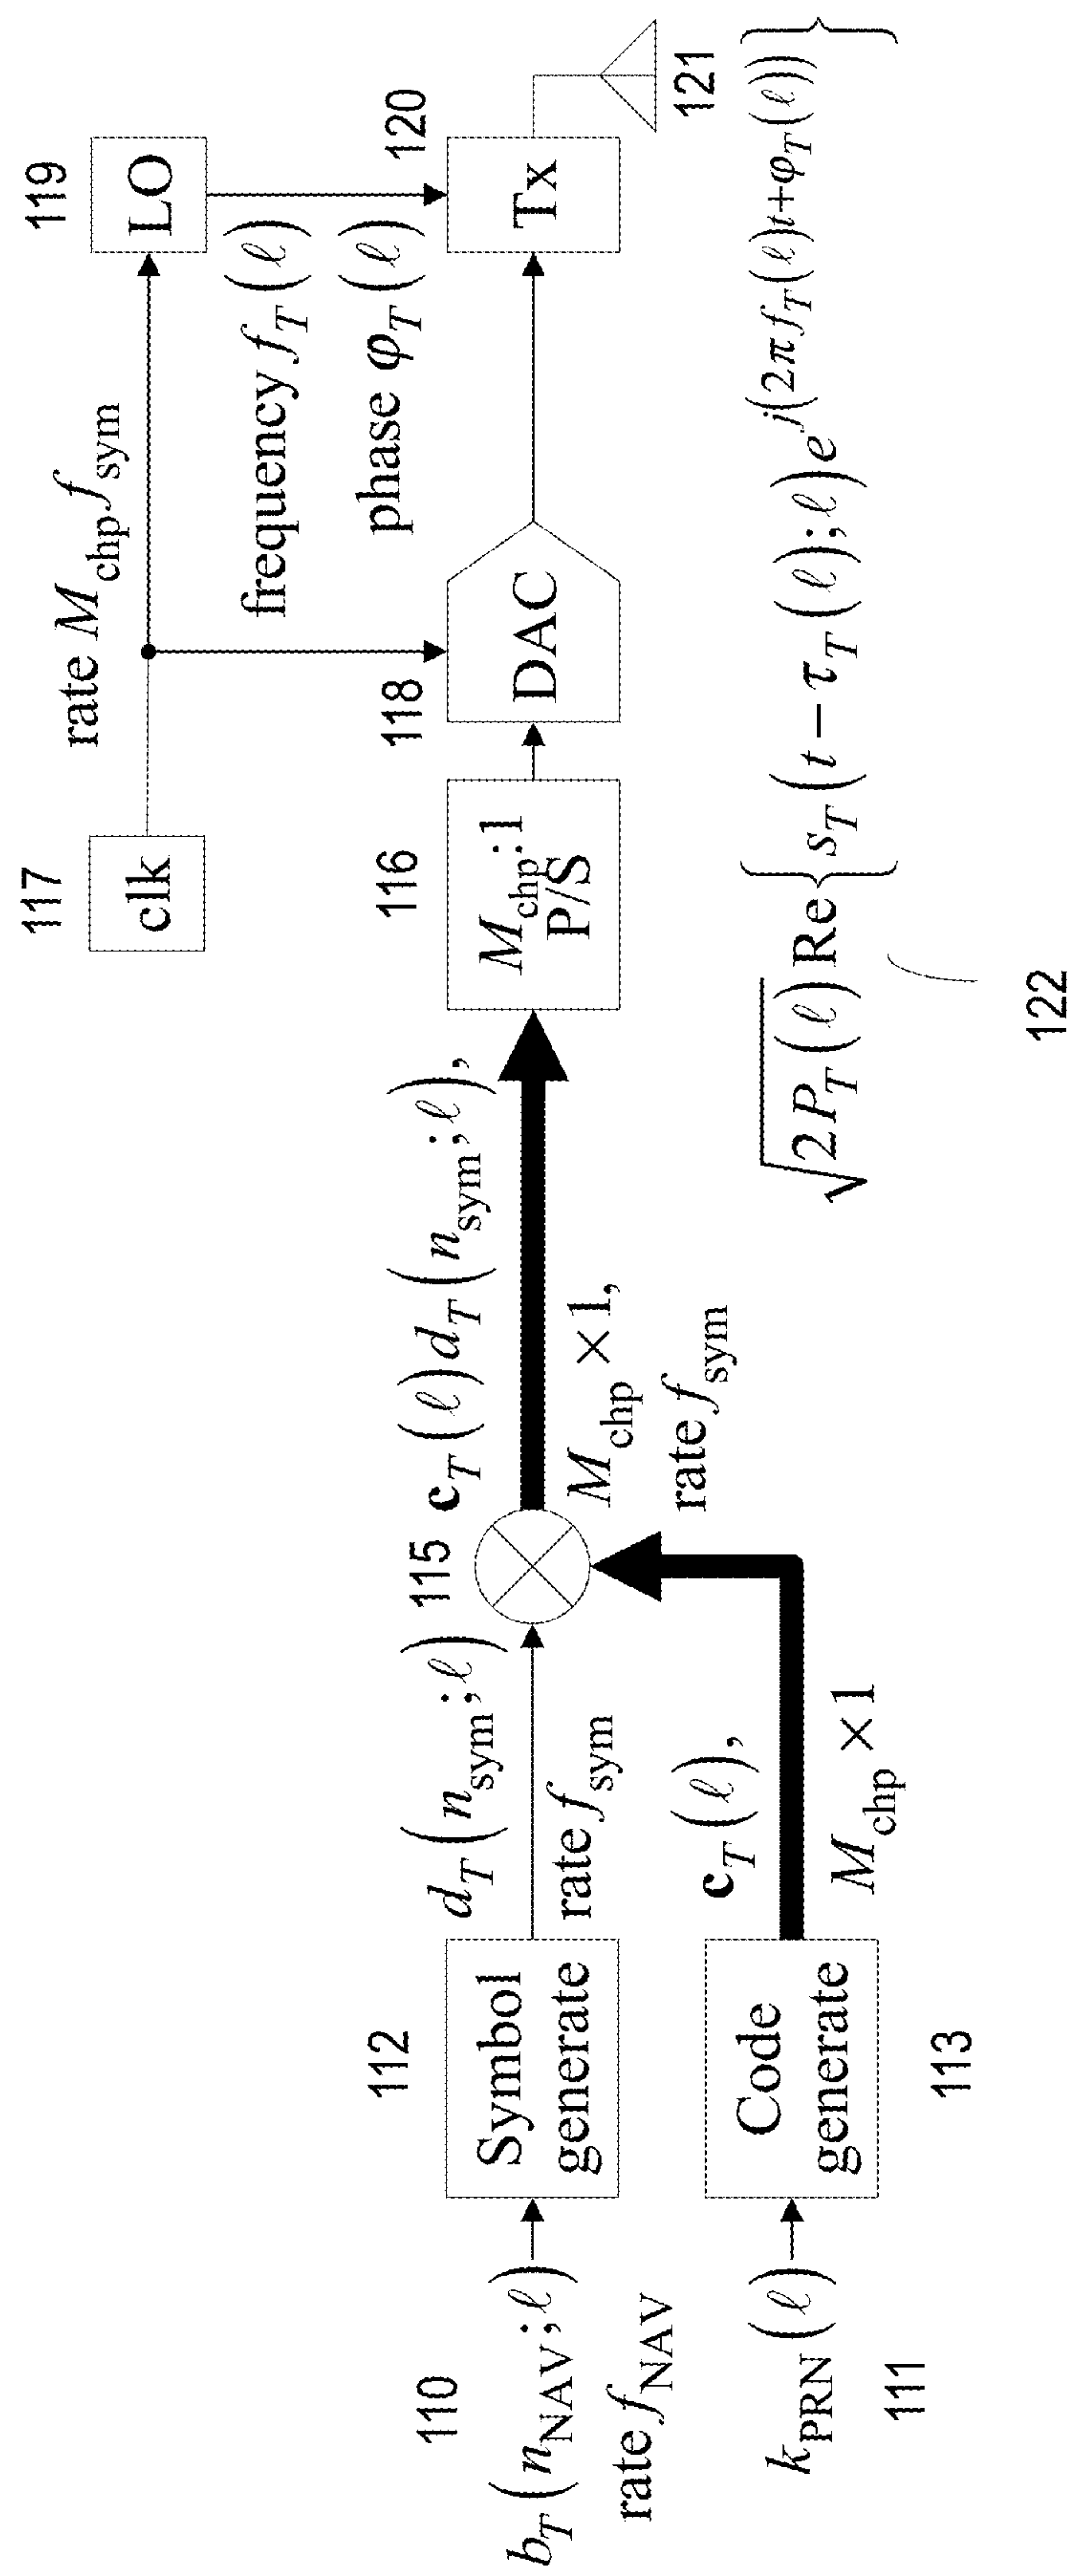 110
b_T(n_NAV;ℓ)
rate f_NAV
k_PRN(ℓ)
111
112
Symbol
generate
Code
generate
113
d_T(n_sym;ℓ)
rate f_sym
c_T(ℓ),
M_chp×1
115
c_T(ℓ)d_T(n_sym;ℓ),
M_chp×1,
rate f_sym
116
M_chp:1
P/S
117
clk
rate M_chp f_sym
118
DAC
119
LO
frequency f_T(ℓ)
phase φ_T(ℓ)
120
Tx
121
√2P_T(ℓ) Re{s_T(t−τ_T(ℓ);ℓ)e^j(2πf_T(ℓ)t+φ_T(ℓ))}
122